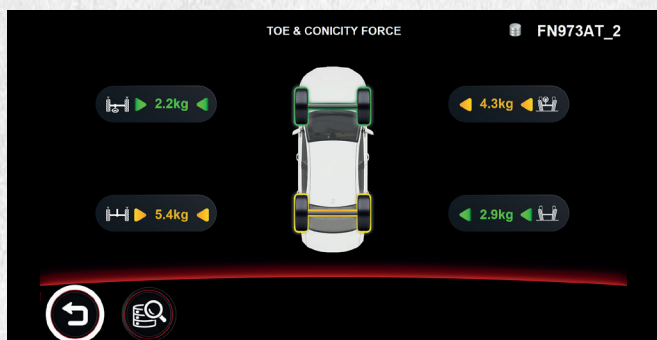 TOE & CONICITY FORCE
FN973AT_2
2.2kg
4.3kg
5.4kg
2.9kg